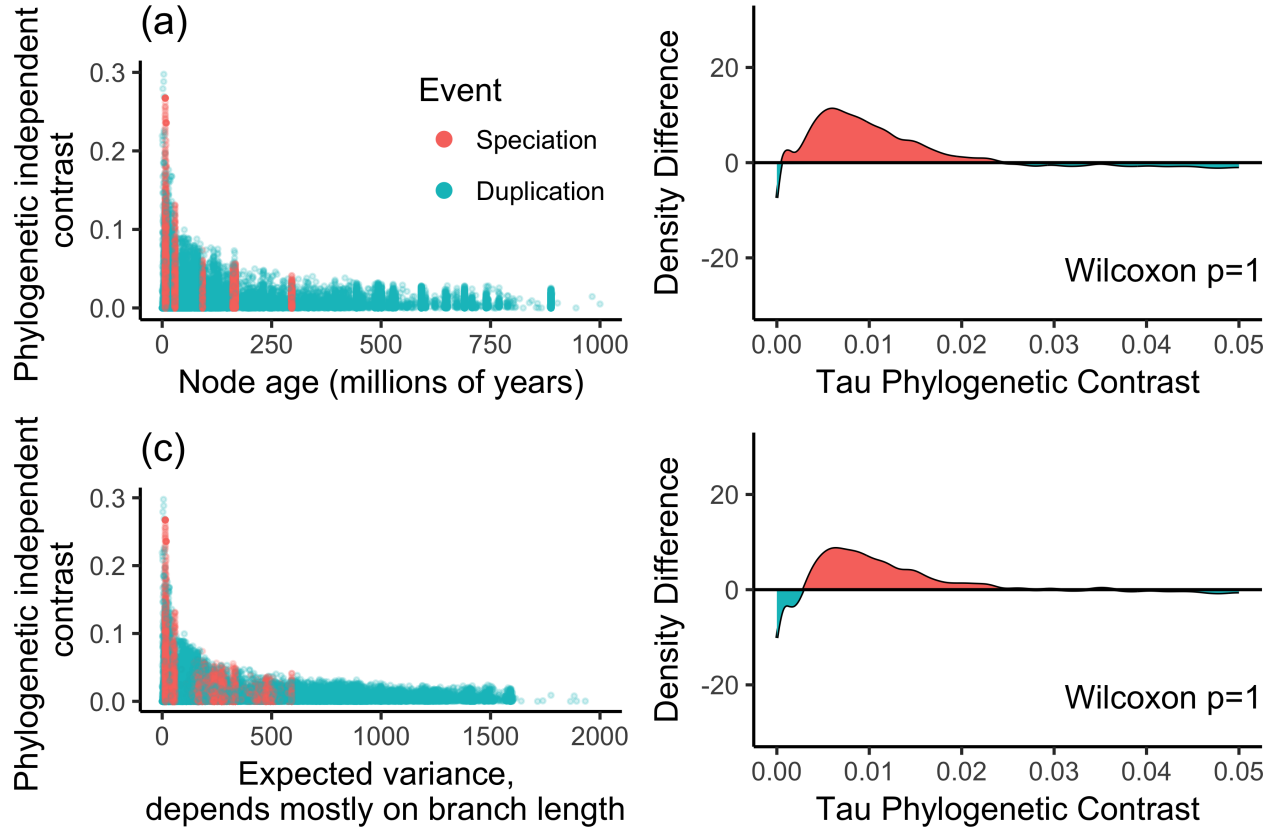 (a)
Phylogenetic independent
contrast
0.3
0.2
0.1
0.0
Event
Speciation
Duplication
0
250
500
750
1000
Node age (millions of years)
Density Difference
20
0
-20
Wilcoxon p=1
0.00
0.01
0.02
0.03
0.04
0.05
Tau Phylogenetic Contrast
(c)
Phylogenetic independent
contrast
0.3
0.2
0.1
0.0
0
500
1000
1500
2000
Expected variance,
depends mostly on branch length
Density Difference
20
0
-20
Wilcoxon p=1
0.00
0.01
0.02
0.03
0.04
0.05
Tau Phylogenetic Contrast